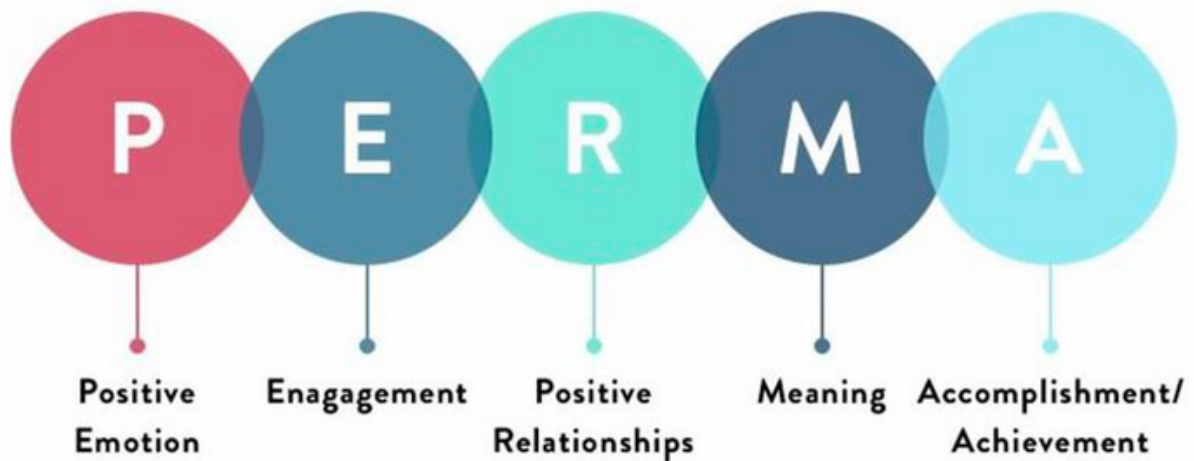 P E R M A
Positive Emotion
Enagagement
Positive Relationships
Meaning
Accomplishment/
Achievement